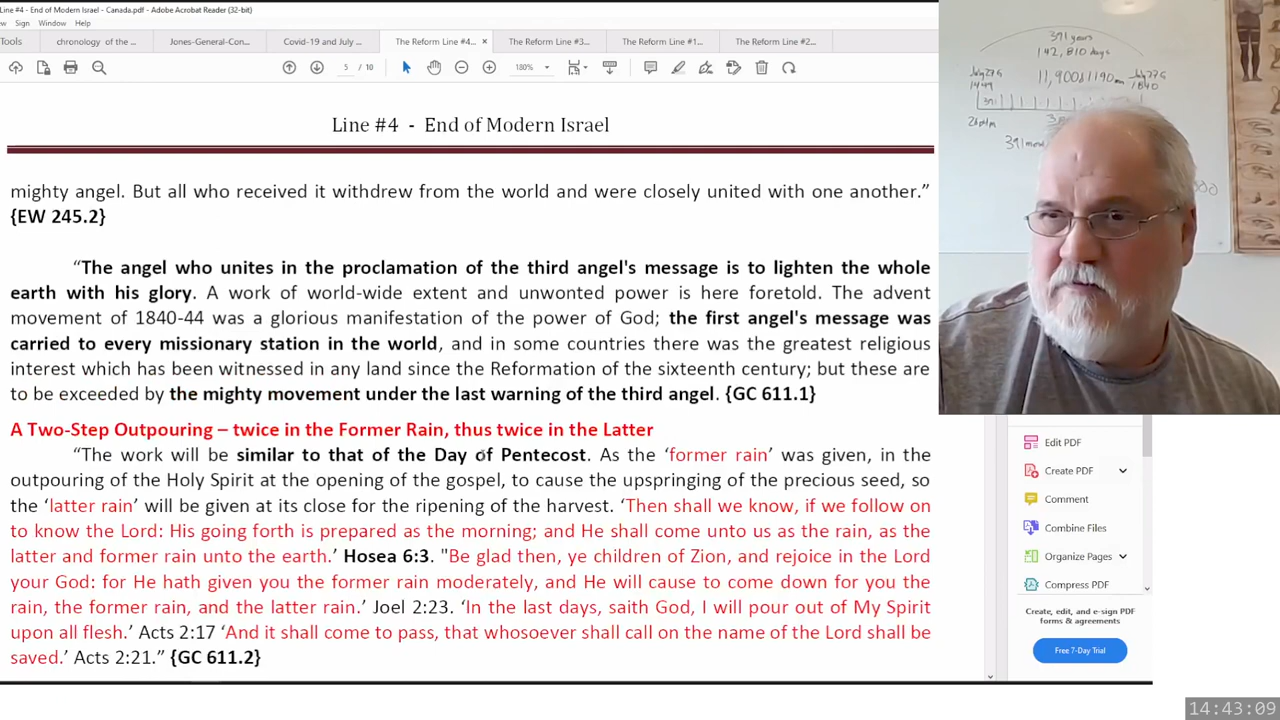 Line #4 - End of Modern Israel - Canada.pdf - Adobe Acrobat Reader (32-bit)
Sign Window Help
Tools chronology of the ... Jones-General-Con... Covid-19 and July ... The Reform Line #4... × The Reform Line #3... The Reform Line #1... The Reform Line #2...
5 / 10 180%
Line #4 - End of Modern Israel
mighty angel. But all who received it withdrew from the world and were closely united with one another.”
{EW 245.2}
“The angel who unites in the proclamation of the third angel's message is to lighten the whole
earth with his glory. A work of world-wide extent and unwonted power is here foretold. The advent
movement of 1840-44 was a glorious manifestation of the power of God; the first angel's message was
carried to every missionary station in the world, and in some countries there was the greatest religious
interest which has been witnessed in any land since the Reformation of the sixteenth century; but these are
to be exceeded by the mighty movement under the last warning of the third angel. {GC 611.1}
A Two-Step Outpouring – twice in the Former Rain, thus twice in the Latter
“The work will be similar to that of the Day of Pentecost. As the ‘former rain’ was given, in the
outpouring of the Holy Spirit at the opening of the gospel, to cause the upspringing of the precious seed, so
the ‘latter rain’ will be given at its close for the ripening of the harvest. ‘Then shall we know, if we follow on
to know the Lord: His going forth is prepared as the morning; and He shall come unto us as the rain, as the
latter and former rain unto the earth.’ Hosea 6:3. "Be glad then, ye children of Zion, and rejoice in the Lord
your God: for He hath given you the former rain moderately, and He will cause to come down for you the
rain, the former rain, and the latter rain.’ Joel 2:23. ‘In the last days, saith God, I will pour out of My Spirit
upon all flesh.’ Acts 2:17 ‘And it shall come to pass, that whosoever shall call on the name of the Lord shall be
saved.’ Acts 2:21.” {GC 611.2}
391 years
142,810 days
July 27
1449
11,900
1190
July 27
1840
391
Edit PDF
Create PDF
Comment
Combine Files
Organize Pages
Compress PDF
Create, edit, and e-sign PDF
forms & agreements
Free 7-Day Trial
14:43:09